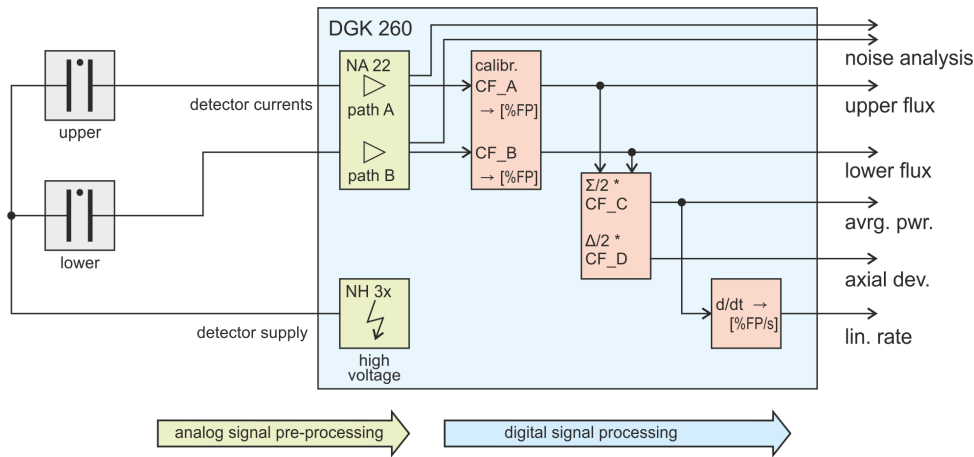 DGK 260
NA 22
path A
path B
calibr.
CF_A
→ [%FP]
CF_B
→ [%FP]
noise analysis
upper flux
lower flux
avrg. pwr.
axial dev.
lin. rate
detector currents
upper
lower
Σ/2 *
CF_C
Δ/2 *
CF_D
d/dt →
[%FP/s]
NH 3x
high
voltage
detector supply
analog signal pre-processing
digital signal processing